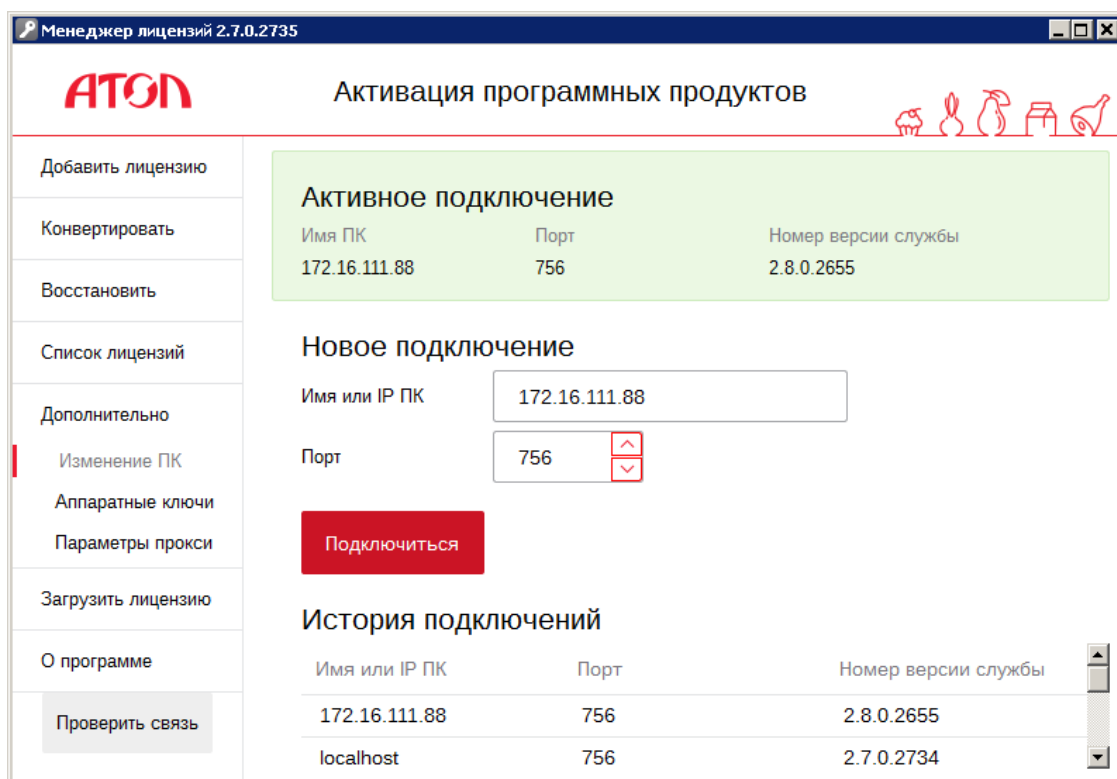 Менеджер лицензий 2.7.0.2735
АТОЛ
Активация программных продуктов
Добавить лицензию
Конвертировать
Восстановить
Список лицензий
Дополнительно
Изменение ПК
Аппаратные ключи
Параметры прокси
Загрузить лицензию
О программе
Проверить связь
Активное подключение
Имя ПК Порт Номер версии службы
172.16.111.88 756 2.8.0.2655
Новое подключение
Имя или IP ПК 172.16.111.88
Порт 756
Подключиться
История подключений
Имя или IP ПК Порт Номер версии службы
172.16.111.88 756 2.8.0.2655
localhost 756 2.7.0.2734